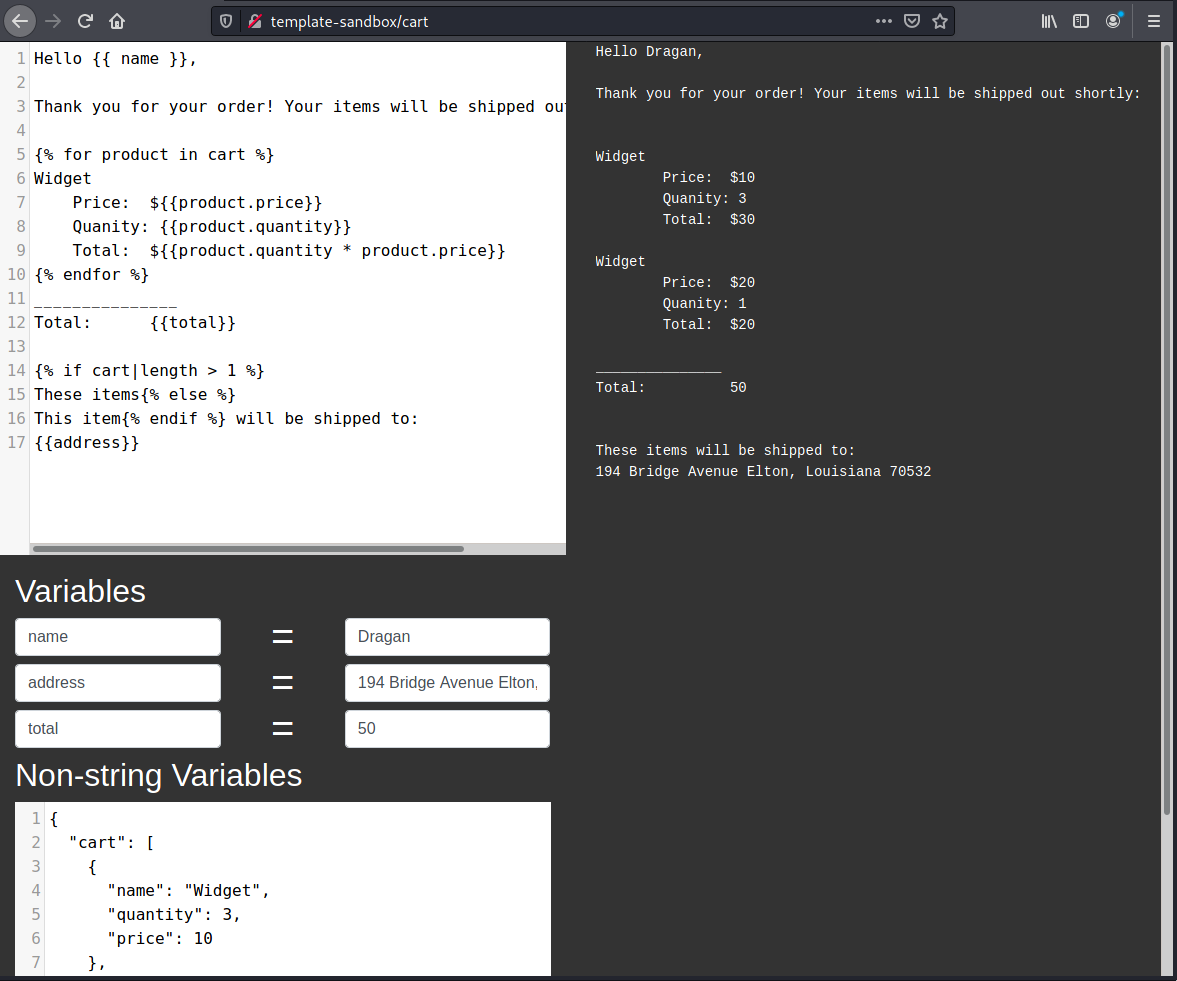 template-sandbox/cart
1 Hello {{ name }},
2
3 Thank you for your order! Your items will be shipped
4
5 {% for product in cart %}
6 Widget
7     Price:  ${{product.price}}
8     Quanity: {{product.quantity}}
9     Total:  ${{product.quantity * product.price}}
10 {% endfor %}
11 _______________
12 Total:      {{total}}
13
14 {% if cart|length > 1 %}
15 These items{% else %}
16 This item{% endif %} will be shipped to:
17 {{address}}
Variables
name = Dragan
address = 194 Bridge Avenue Elton,
total = 50
Non-string Variables
1 {
2   "cart": [
3     {
4       "name": "Widget",
5       "quantity": 3,
6       "price": 10
7     },
Hello Dragan,
Thank you for your order! Your items will be shipped out shortly:
Widget
        Price:  $10
        Quanity: 3
        Total:  $30
Widget
        Price:  $20
        Quanity: 1
        Total:  $20
_______________
Total:          50
These items will be shipped to:
194 Bridge Avenue Elton, Louisiana 70532